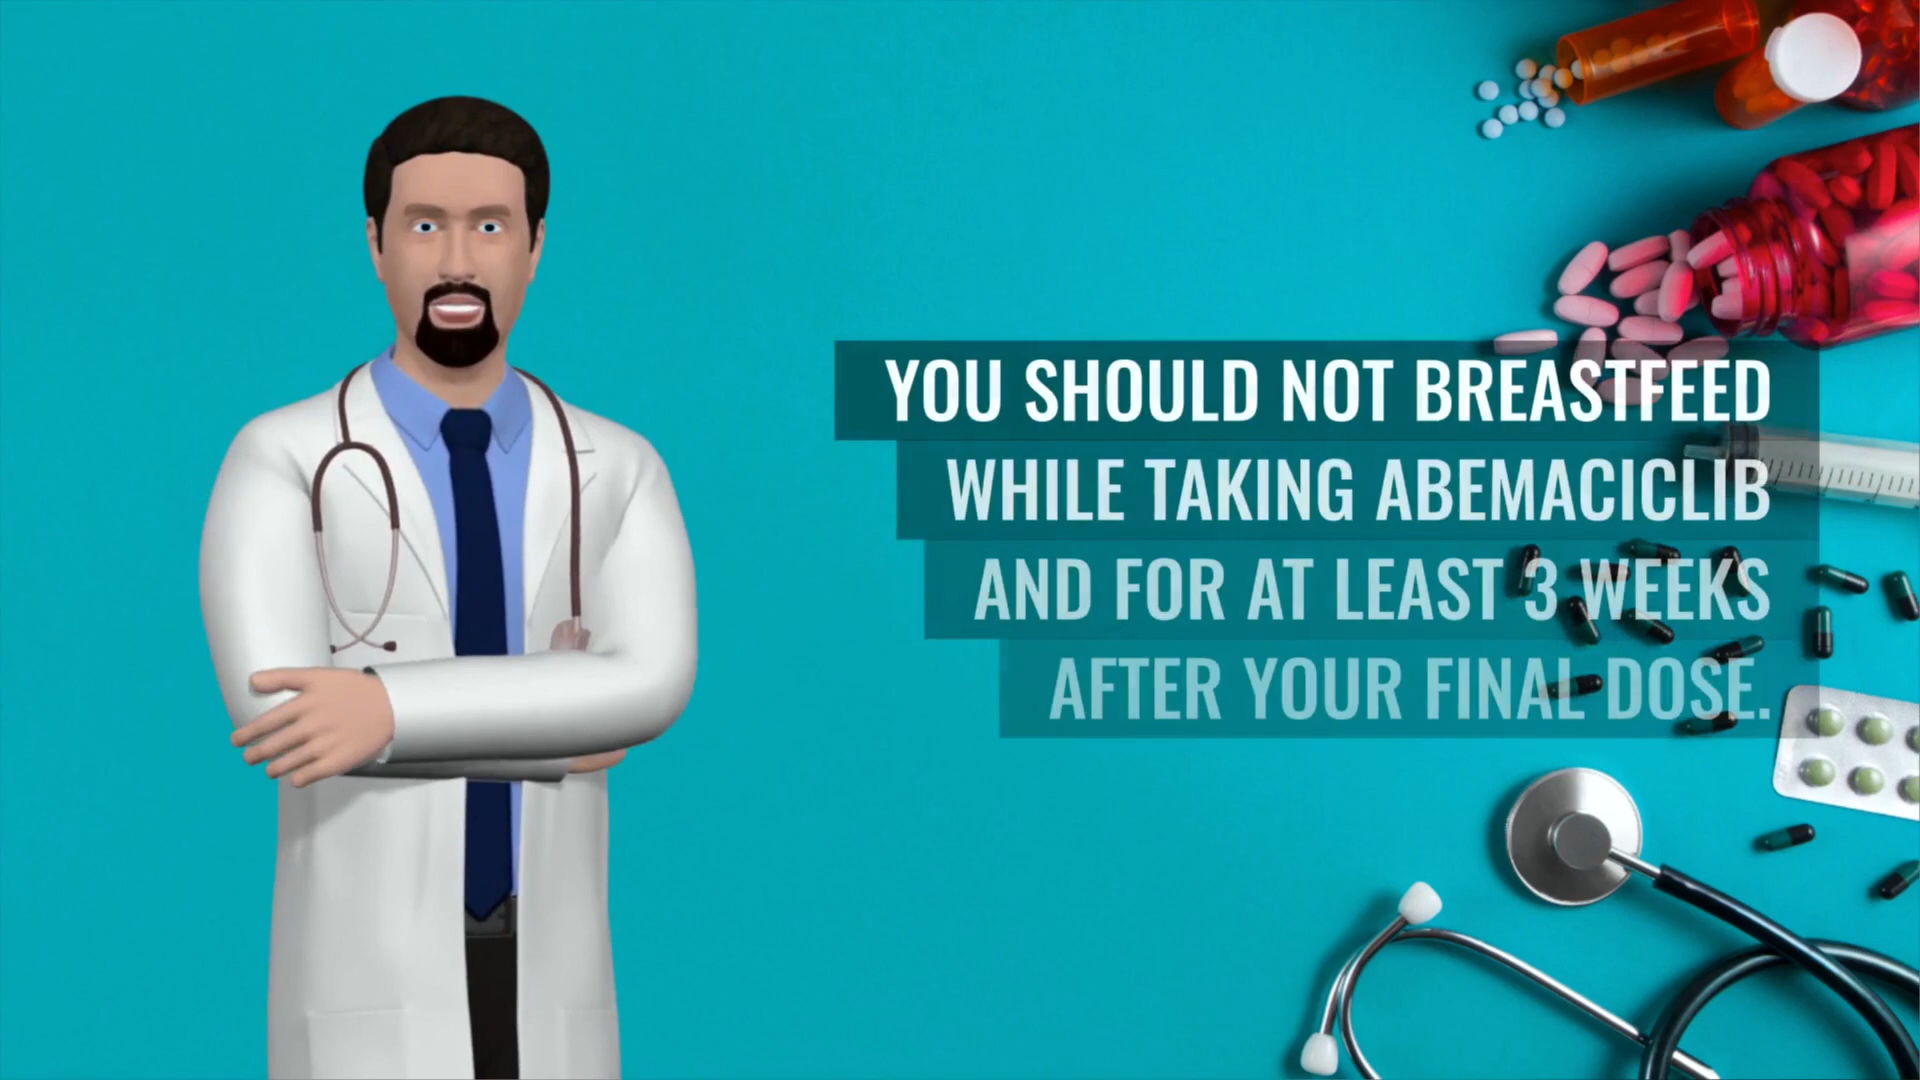 YOU SHOULD NOT BREASTFEED
WHILE TAKING ABEMACICLIB
AND FOR AT LEAST 3 WEEKS
AFTER YOUR FINAL DOSE.